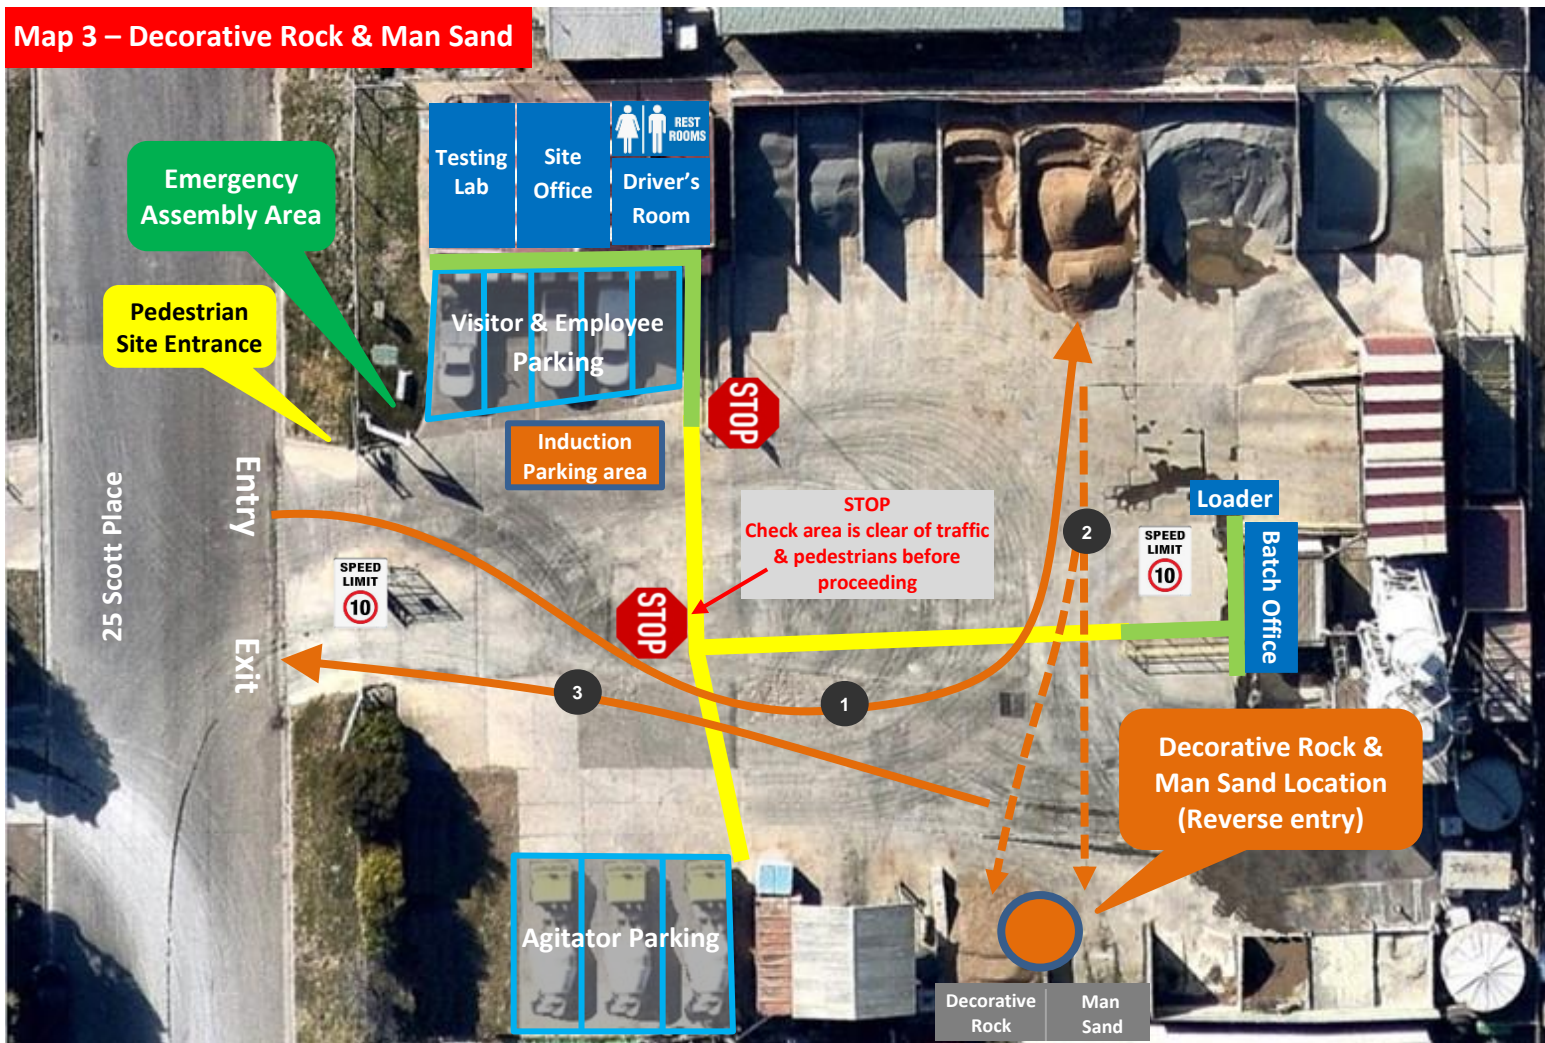 Map 3 – Decorative Rock & Man Sand
Testing
Lab
Site
Office
REST
ROOMS
Driver's
Room
Emergency
Assembly Area
Pedestrian
Site Entrance
Visitor & Employee
Parking
STOP
Induction
Parking area
Entry
25 Scott Place
STOP
Check area is clear of traffic
& pedestrians before
proceeding
Loader
2
SPEED
LIMIT
10
Batch Office
SPEED
LIMIT
10
STOP
Exit
3
1
Decorative Rock &
Man Sand Location
(Reverse entry)
Agitator Parking
Decorative
Rock
Man
Sand